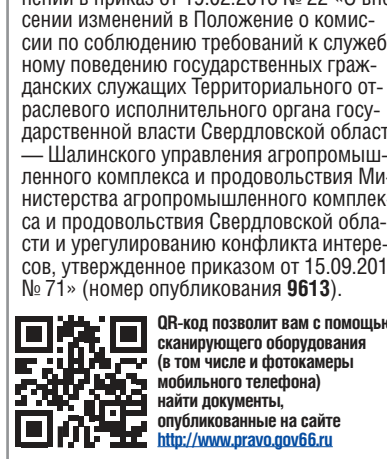 нений в приказ от 19.02.2016 № 22 «О вне-
сении изменений в Положение о комис-
сии по соблюдению требований к служеб
ному поведению государственных граж-
данских служащих Территориального от-
раслевого исполнительного органа госу-
дарственной власти Свердловской област
— Шалинского управления агропромыш-
ленного комплекса и продовольствия Ми-
нистерства агропромышленного комплек
са и продовольствия Свердловской обла-
сти и урегулированию конфликта интере-
сов, утвержденное приказом от 15.09.201
№ 71» (номер опубликования 9613).
QR-код позволит вам с помощью
сканирующего оборудования
(в том числе и фотокамеры
мобильного телефона)
найти документы,
опубликованные на сайте
http://www.pravo.gov66.ru